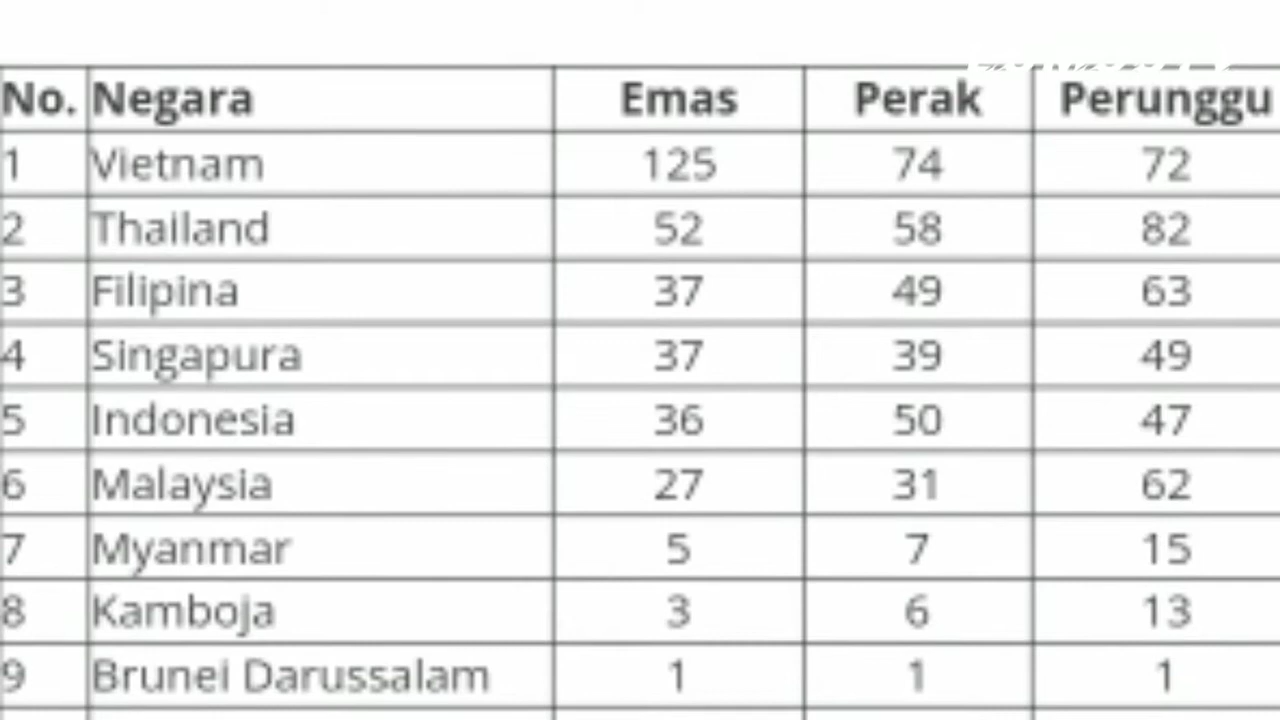 No. Negara Emas Perak Perunggu
1 Vietnam 125 74 72
2 Thailand 52 58 82
3 Filipina 37 49 63
4 Singapura 37 39 49
5 Indonesia 36 50 47
6 Malaysia 27 31 62
7 Myanmar 5 7 15
8 Kamboja 3 6 13
9 Brunei Darussalam 1 1 1